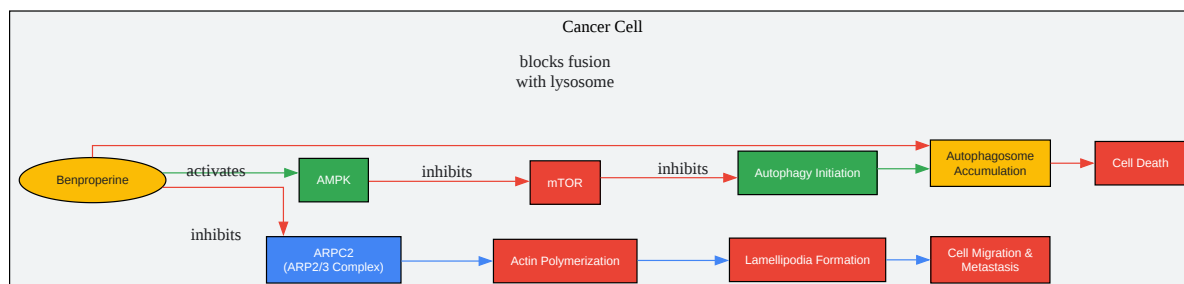 Cancer Cell
blocks fusion
with lysosome
Benproperine
activates
AMPK
inhibits
mTOR
inhibits
Autophagy Initiation
Autophagosome
Accumulation
Cell Death
inhibits
ARPC2
(ARP2/3 Complex)
Actin Polymerization
Lamellipodia Formation
Cell Migration &
Metastasis